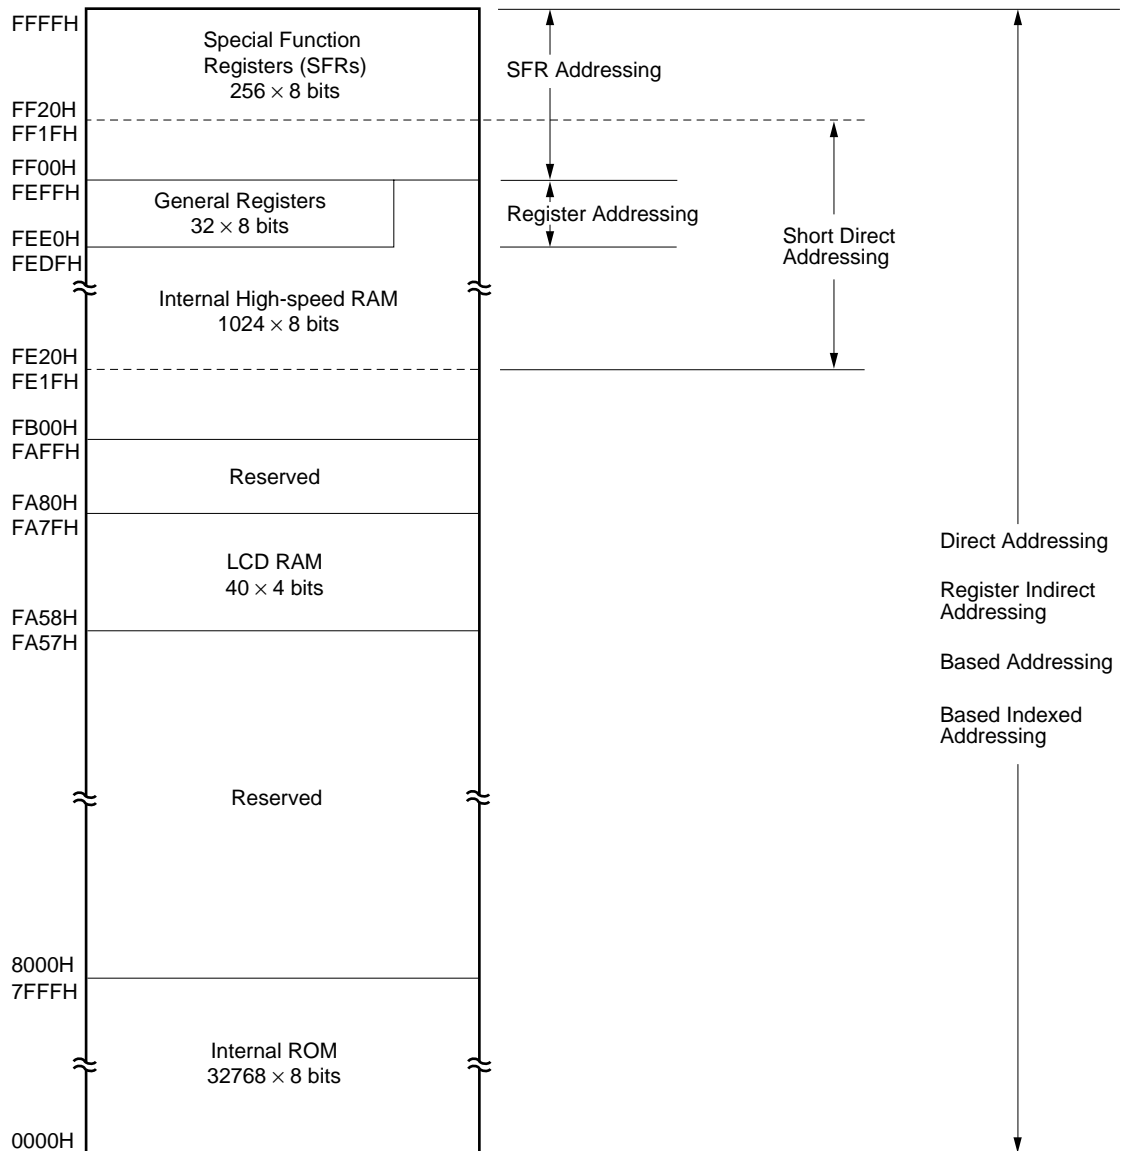 FFFFH
Special Function
Registers (SFRs)
256 × 8 bits
SFR Addressing
FF20H
FF1FH
FF00H
FEFFH
General Registers
32 × 8 bits
Register Addressing
Short Direct
Addressing
FEE0H
FEDFH
Internal High-speed RAM
1024 × 8 bits
FE20H
FE1FH
FB00H
FAFFH
Reserved
FA80H
FA7FH
LCD RAM
40 × 4 bits
Direct Addressing
Register Indirect
Addressing
Based Addressing
Based Indexed
Addressing
FA58H
FA57H
Reserved
8000H
7FFFH
Internal ROM
32768 × 8 bits
0000H